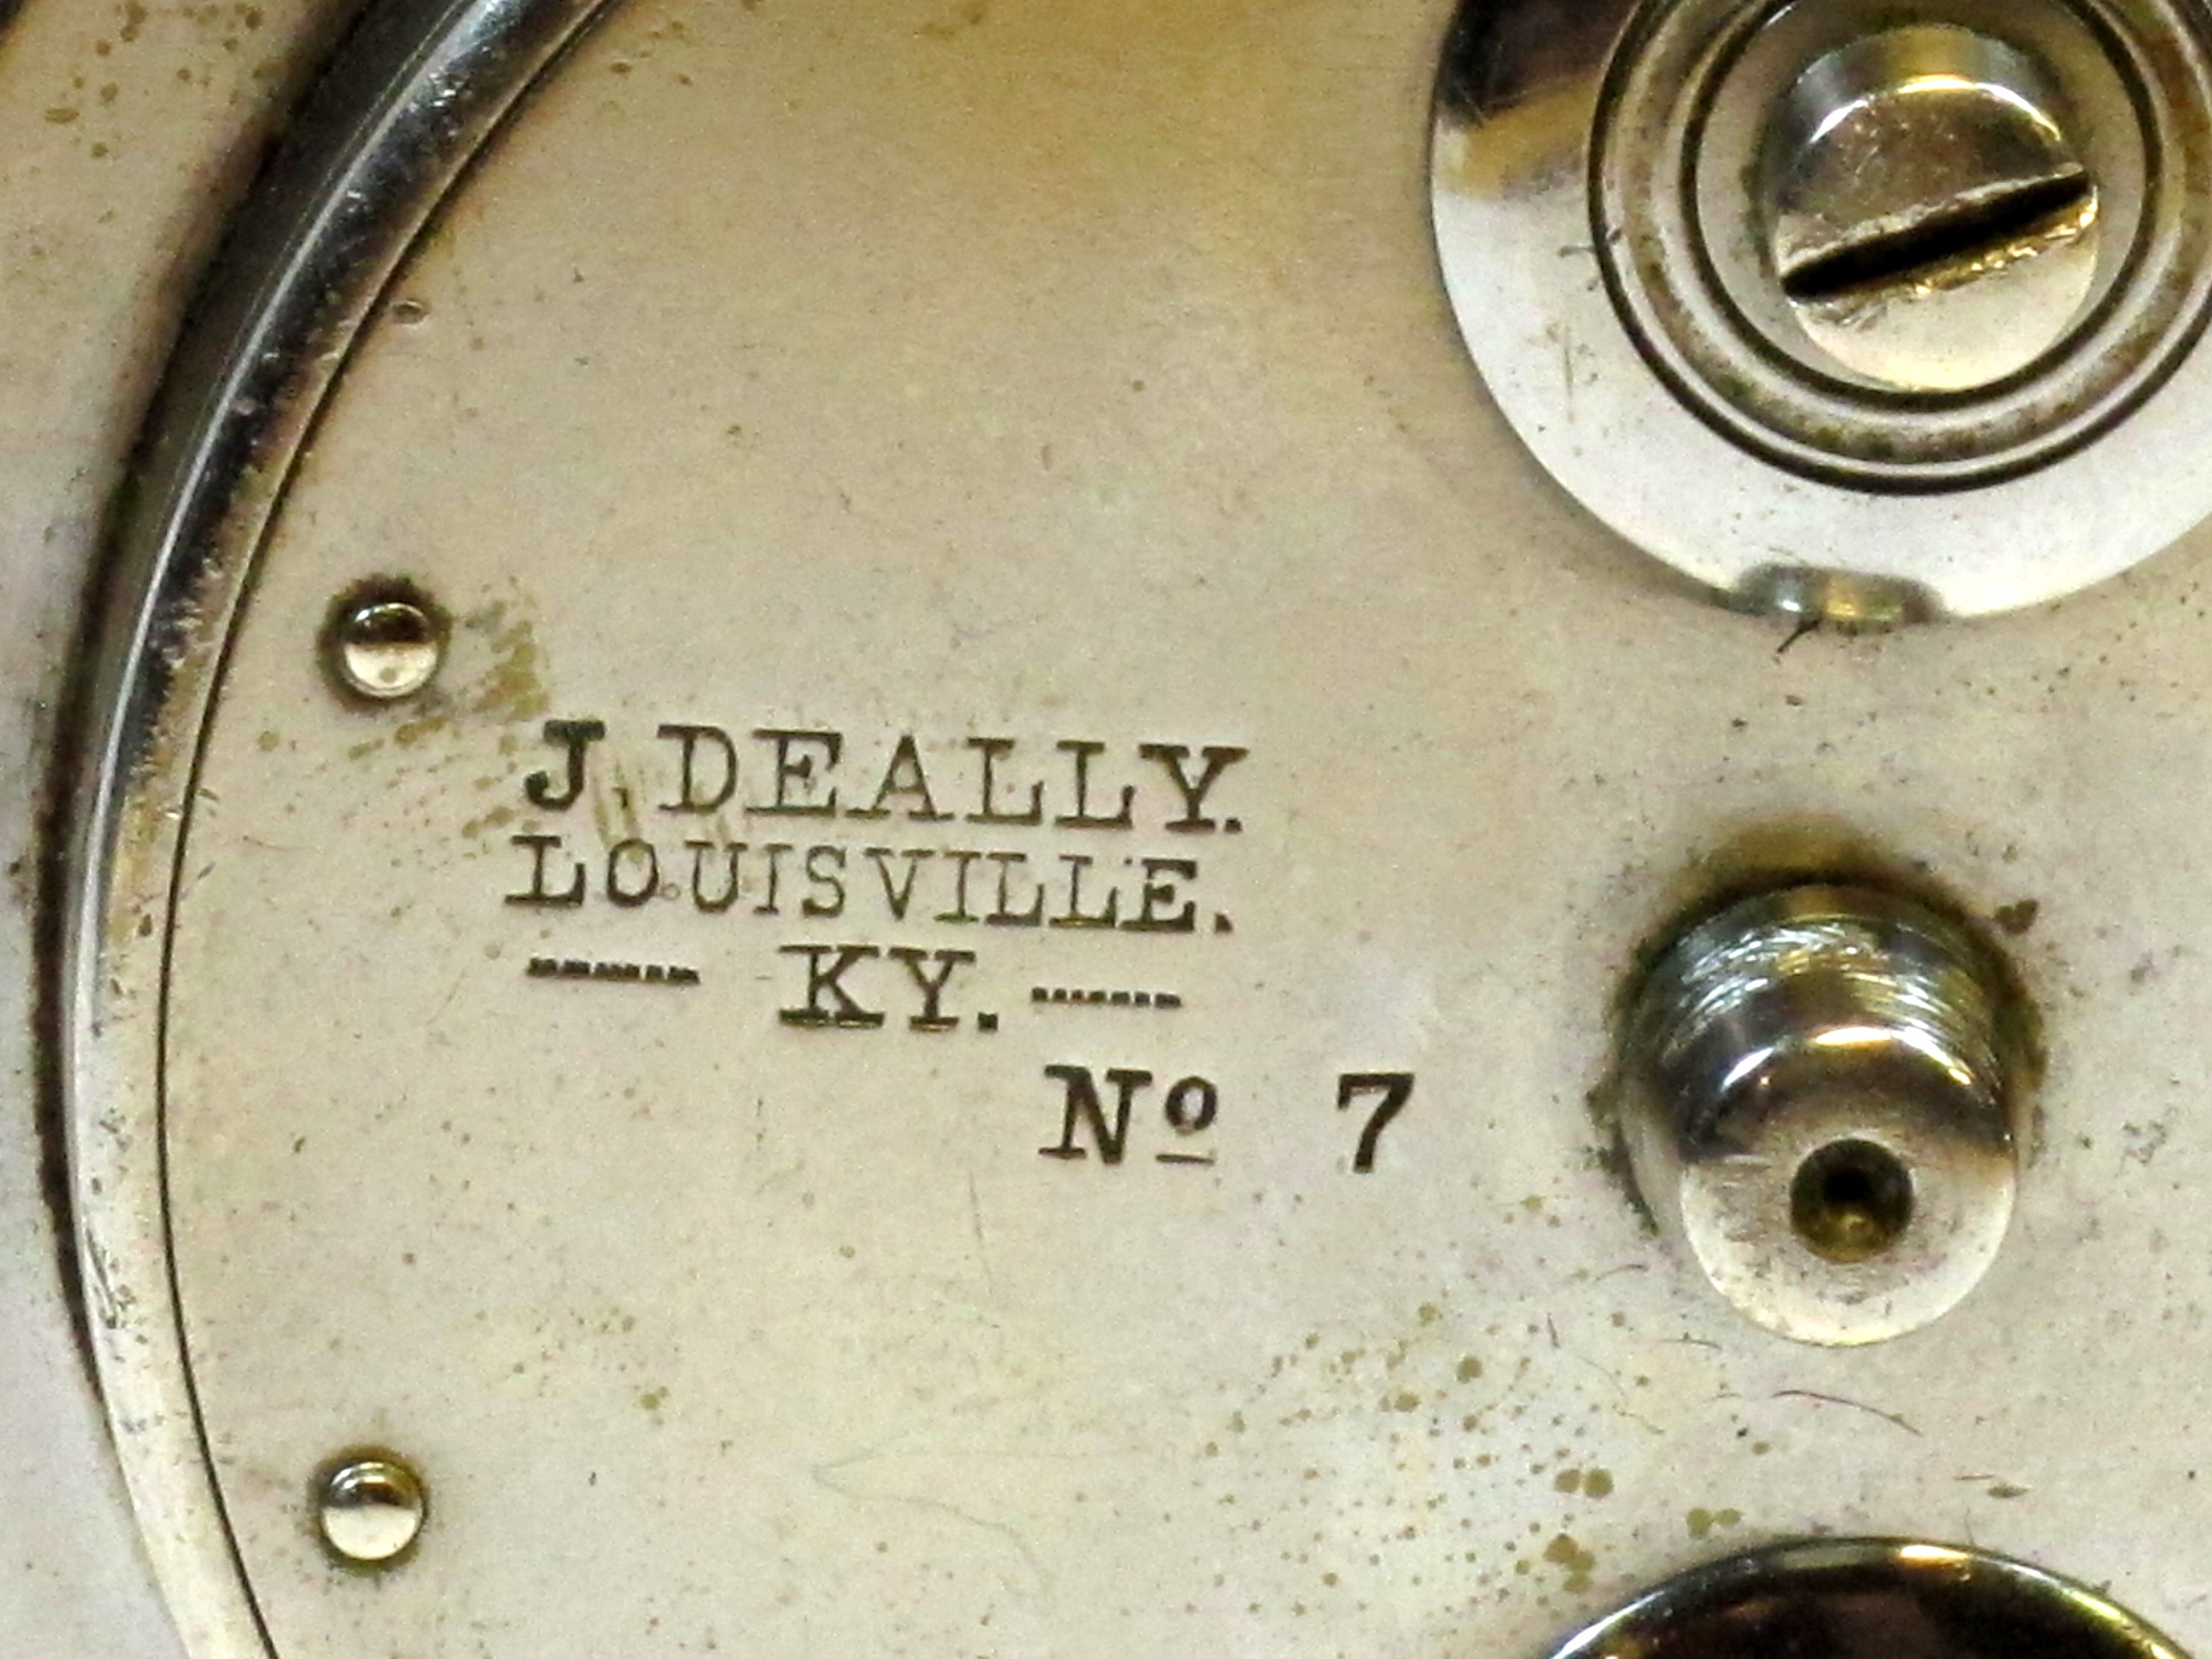 J. DEALLY.
LOUISVILLE.
— KY. —
Nº 7